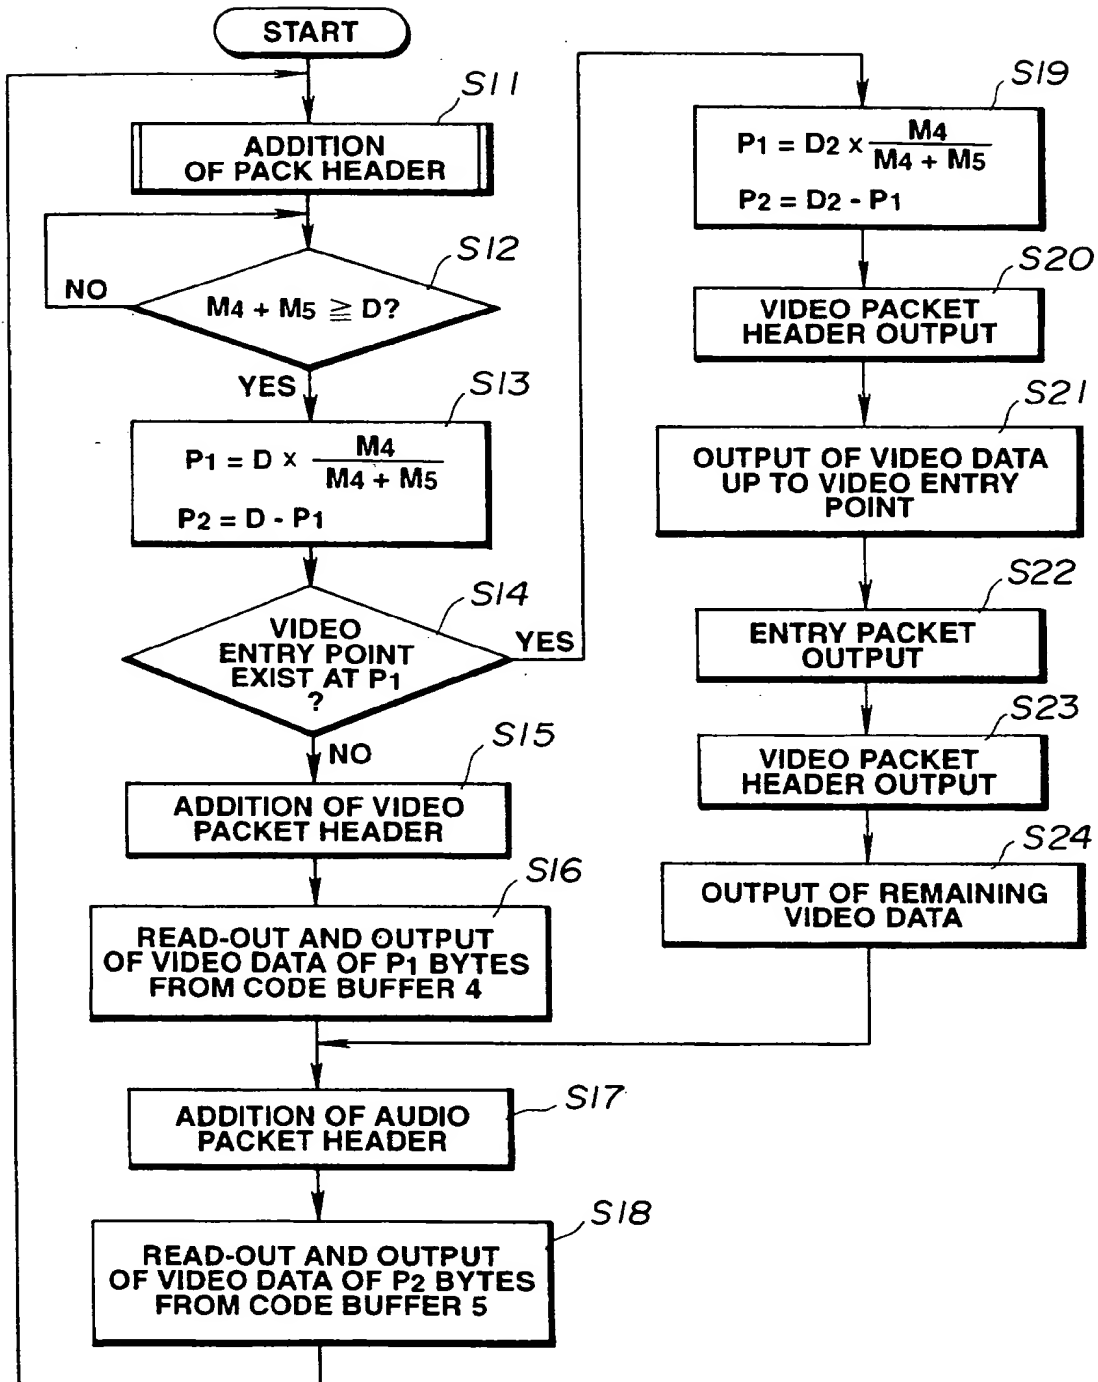 START
S11
ADDITION
OF PACK HEADER
S12
NO
M4 + M5 ≧ D?
YES
S13
P1 = D × M4
M4 + M5
P2 = D - P1
S14
VIDEO
ENTRY POINT
EXIST AT P1
?
YES
NO
S15
ADDITION OF VIDEO
PACKET HEADER
S16
READ-OUT AND OUTPUT
OF VIDEO DATA OF P1 BYTES
FROM CODE BUFFER 4
S17
ADDITION OF AUDIO
PACKET HEADER
S18
READ-OUT AND OUTPUT
OF VIDEO DATA OF P2 BYTES
FROM CODE BUFFER 5
S19
P1 = D2 × M4
M4 + M5
P2 = D2 - P1
S20
VIDEO PACKET
HEADER OUTPUT
S21
OUTPUT OF VIDEO DATA
UP TO VIDEO ENTRY
POINT
S22
ENTRY PACKET
OUTPUT
S23
VIDEO PACKET
HEADER OUTPUT
S24
OUTPUT OF REMAINING
VIDEO DATA